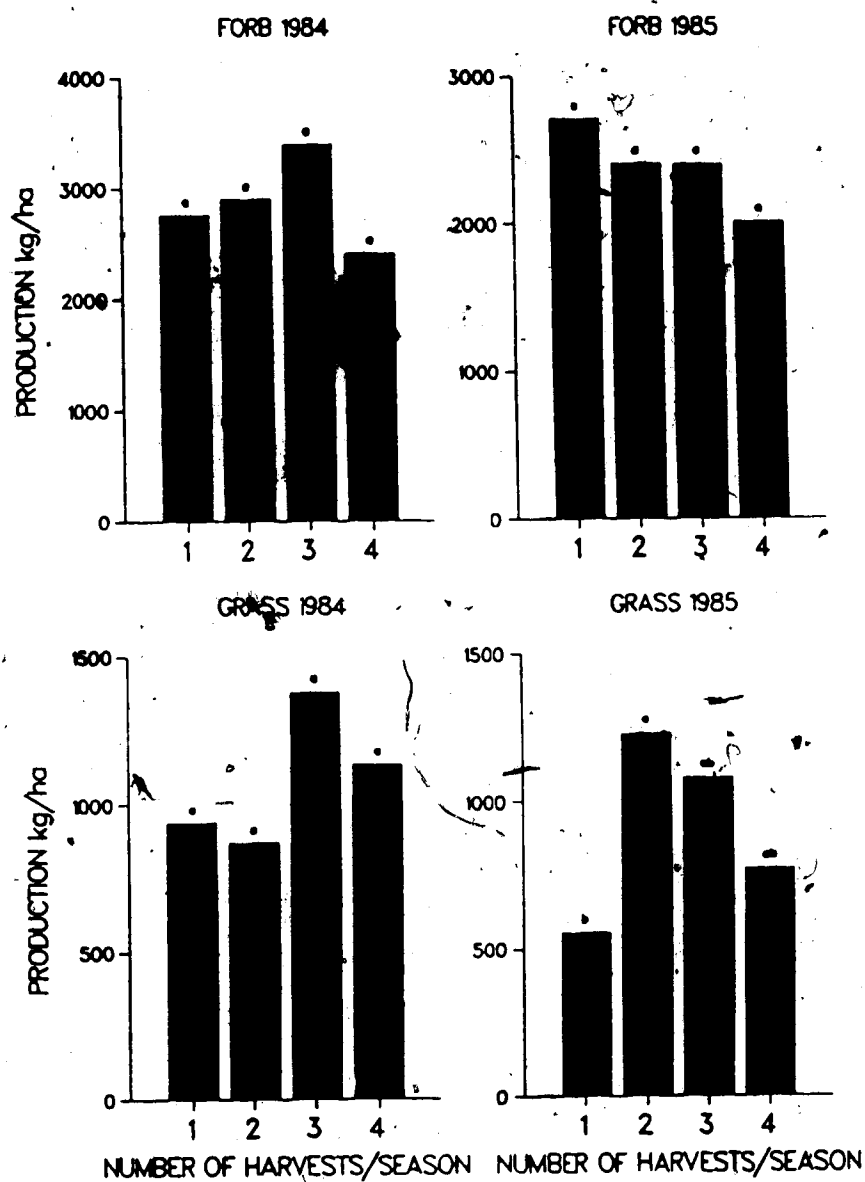 FORB 1984
4000
3000
2000
1000
0
PRODUCTION kg/ha
1 2 3 4
FORB 1985
3000
2000
1000
0
1 2 3 4
GRASS 1984
1500
1000
500
0
PRODUCTION kg/ha
1 2 3 4
NUMBER OF HARVESTS/SEASON
GRASS 1985
1500
1000
500
0
1 2 3 4
NUMBER OF HARVESTS/SEASON